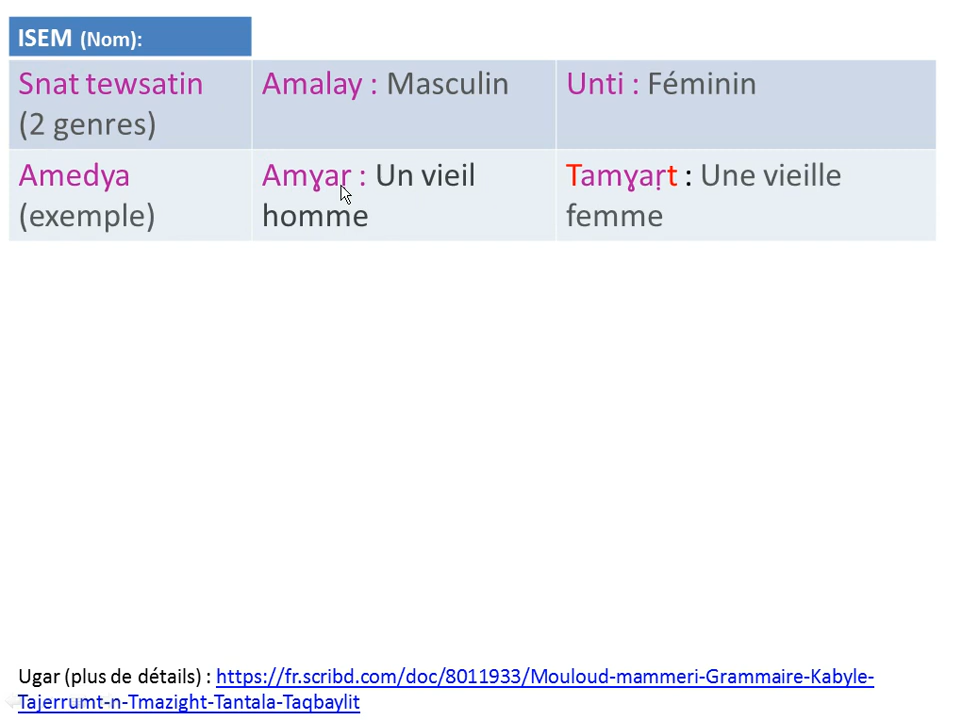 ISEM (Nom):
Snat tewsatin
(2 genres)
Amalay : Masculin
Unti : Féminin
Amedya
(exemple)
Amɣaṛ : Un vieil
homme
Tamɣaṛt : Une vieille
femme
Ugar (plus de détails) : https://fr.scribd.com/doc/8011933/Mouloud-mammeri-Grammaire-Kabyle-
Tajerrumt-n-Tmazight-Tantala-Taqbaylit